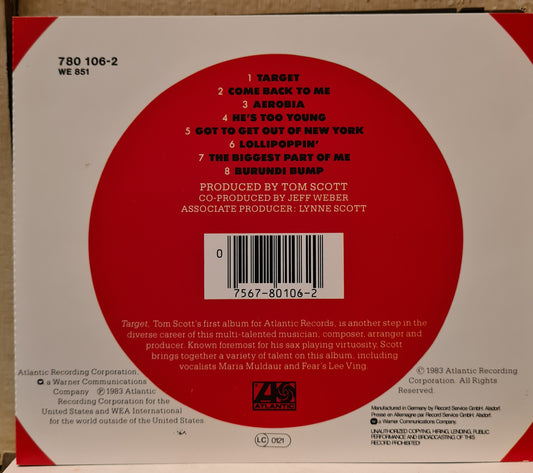 780 106-2
WE 851
1 TARGET
2 COME BACK TO ME
3 AEROBIA
4 HE'S TOO YOUNG
5 GOT TO GET OUT OF NEW YORK
6 LOLLIPOPPIN'
7 THE BIGGEST PART OF ME
8 BURUNDI BUMP
PRODUCED BY TOM SCOTT
CO-PRODUCED BY JEFF WEBER
ASSOCIATE PRODUCER: LYNNE SCOTT
0
7567-80106-2
Target, Tom Scott's first album for Atlantic Records, is another step in the
diverse career of this multi-talented musician, composer, arranger and
producer. Known foremost for his sax playing virtuosity, Scott
brings together a variety of talent on this album, including
vocalists Maria Muldaur and Fear's Lee Ving.
Atlantic Recording Corporation,
a Warner Communications
Company ℗ 1983 Atlantic
Recording Corporation for the
United States and WEA International
for the world outside of the United States.
ATLANTIC
LC 0121
© 1983 Atlantic Recording
Corporation. All Rights
Reserved.
Manufactured in Germany by Record Service GmbH, Alsdorf.
Presse en Allemagne par Record Service GmbH, Alsdorf.
a Warner Communications Company.
UNAUTHORIZED COPYING, HIRING, LENDING, PUBLIC
PERFORMANCE AND BROADCASTING OF THIS
RECORD PROHIBITED!